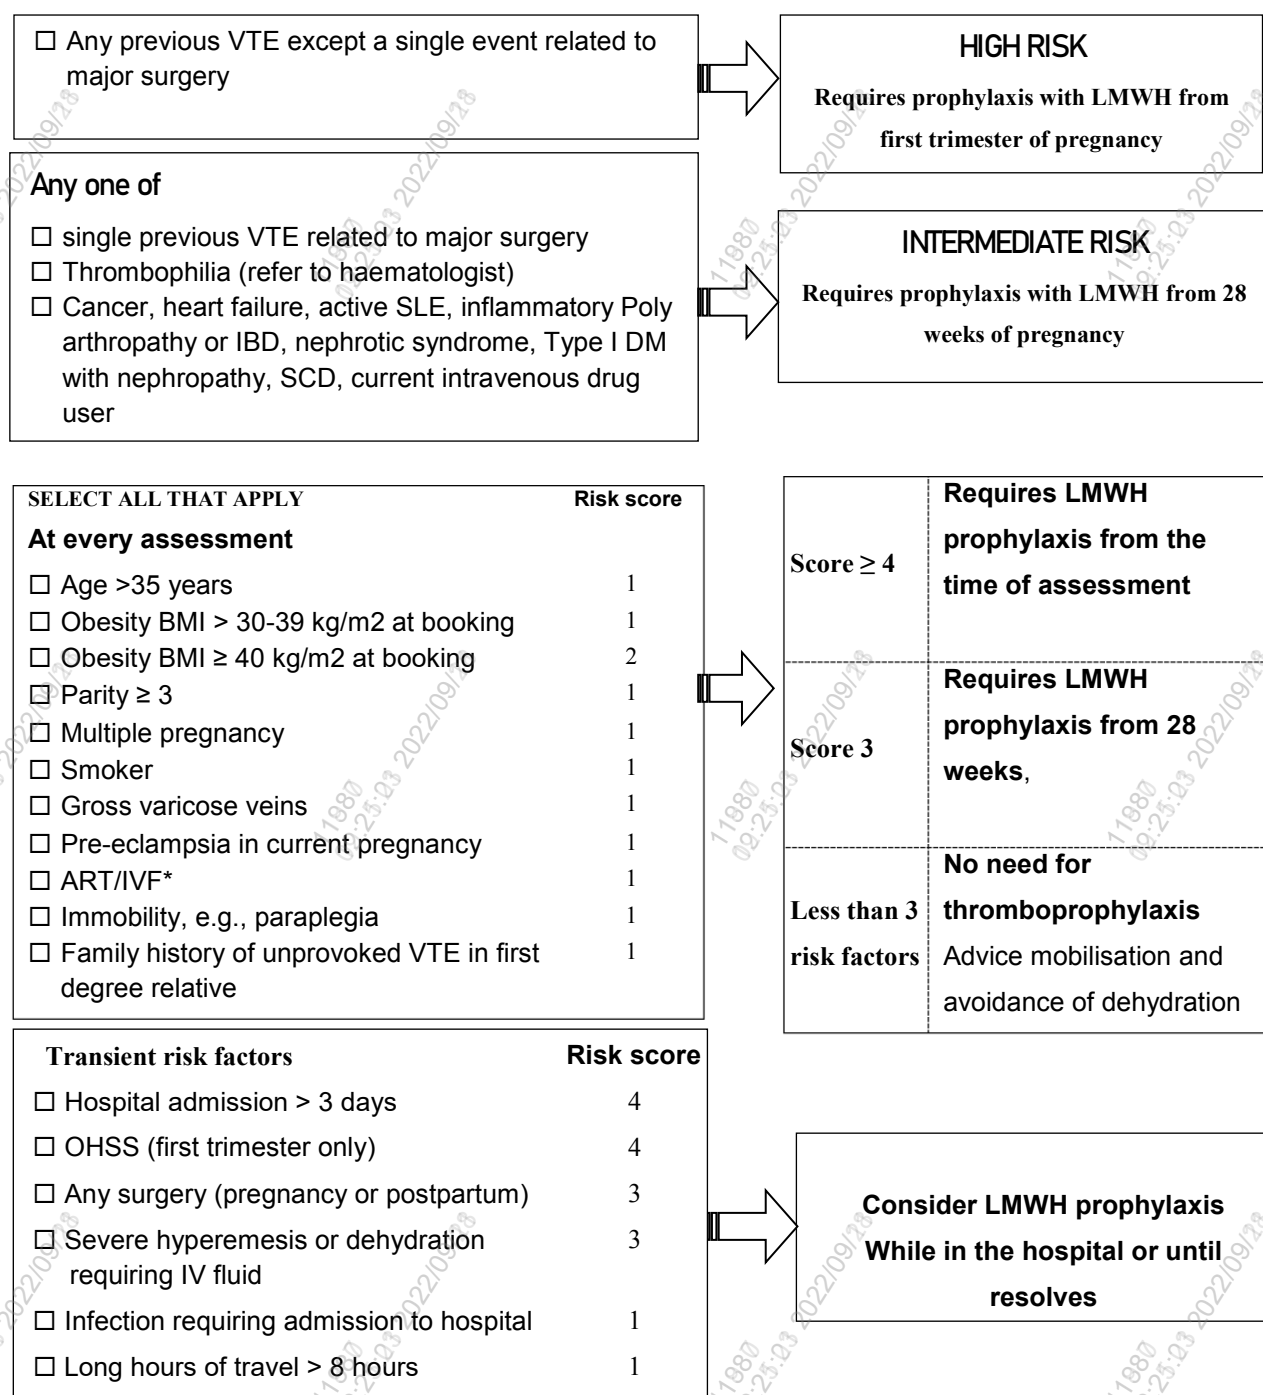 ☐ Any previous VTE except a single event related to
major surgery
HIGH RISK
Requires prophylaxis with LMWH from
first trimester of pregnancy
Any one of
☐ single previous VTE related to major surgery
☐ Thrombophilia (refer to haematologist)
☐ Cancer, heart failure, active SLE, inflammatory Poly
arthropathy or IBD, nephrotic syndrome, Type I DM
with nephropathy, SCD, current intravenous drug
user
INTERMEDIATE RISK
Requires prophylaxis with LMWH from 28
weeks of pregnancy
SELECT ALL THAT APPLY Risk score
At every assessment
☐ Age >35 years 1
☐ Obesity BMI > 30-39 kg/m2 at booking 1
☐ Obesity BMI ≥ 40 kg/m2 at booking 2
☐ Parity ≥ 3 1
☐ Multiple pregnancy 1
☐ Smoker 1
☐ Gross varicose veins 1
☐ Pre-eclampsia in current pregnancy 1
☐ ART/IVF* 1
☐ Immobility, e.g., paraplegia 1
☐ Family history of unprovoked VTE in first 1
degree relative
Score ≥ 4
Requires LMWH
prophylaxis from the
time of assessment
Score 3
Requires LMWH
prophylaxis from 28
weeks,
Less than 3
risk factors
No need for
thromboprophylaxis
Advice mobilisation and
avoidance of dehydration
Transient risk factors Risk score
☐ Hospital admission > 3 days 4
☐ OHSS (first trimester only) 4
☐ Any surgery (pregnancy or postpartum) 3
☐ Severe hyperemesis or dehydration 3
requiring IV fluid
☐ Infection requiring admission to hospital 1
☐ Long hours of travel > 8 hours 1
Consider LMWH prophylaxis
While in the hospital or until
resolves